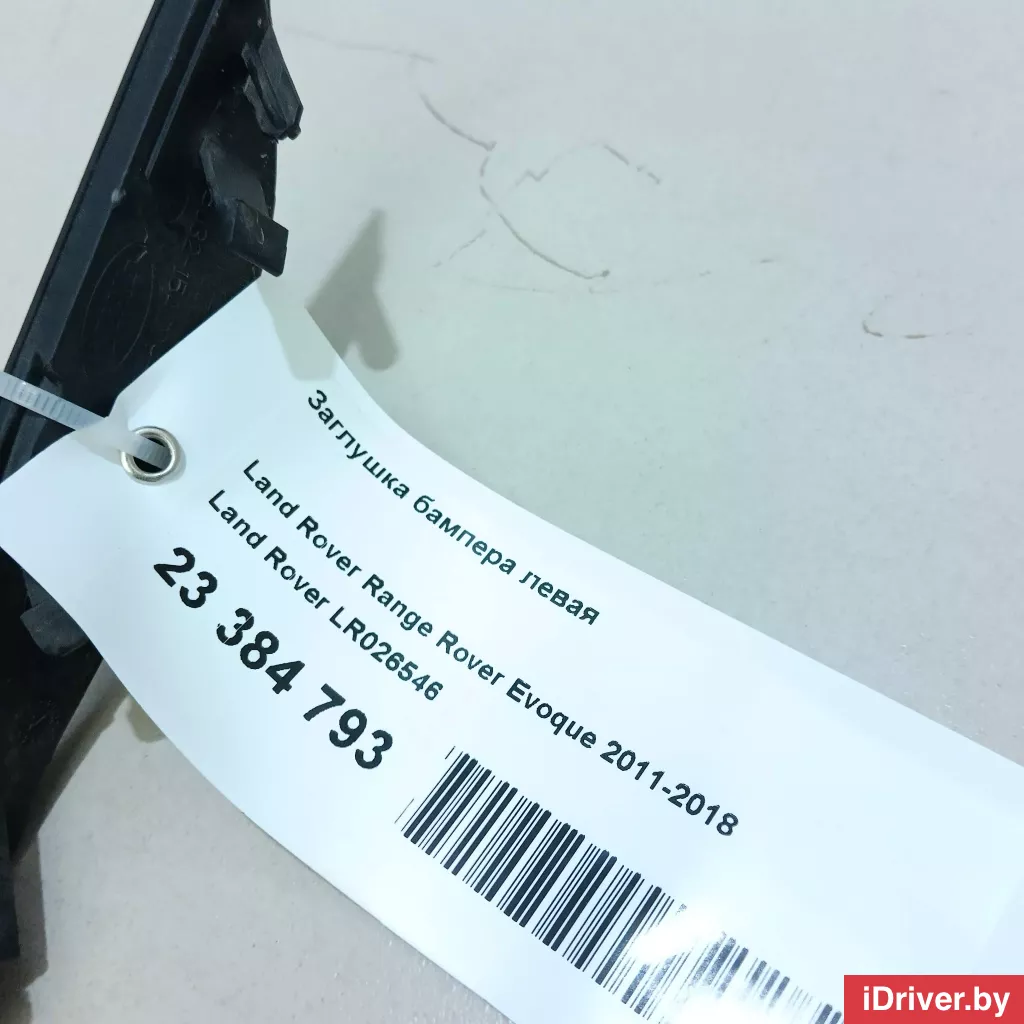 Заглушка бампера левая
Land Rover Range Rover Evoque 2011-2018
Land Rover LR026546
23 384 793
iDriver.by